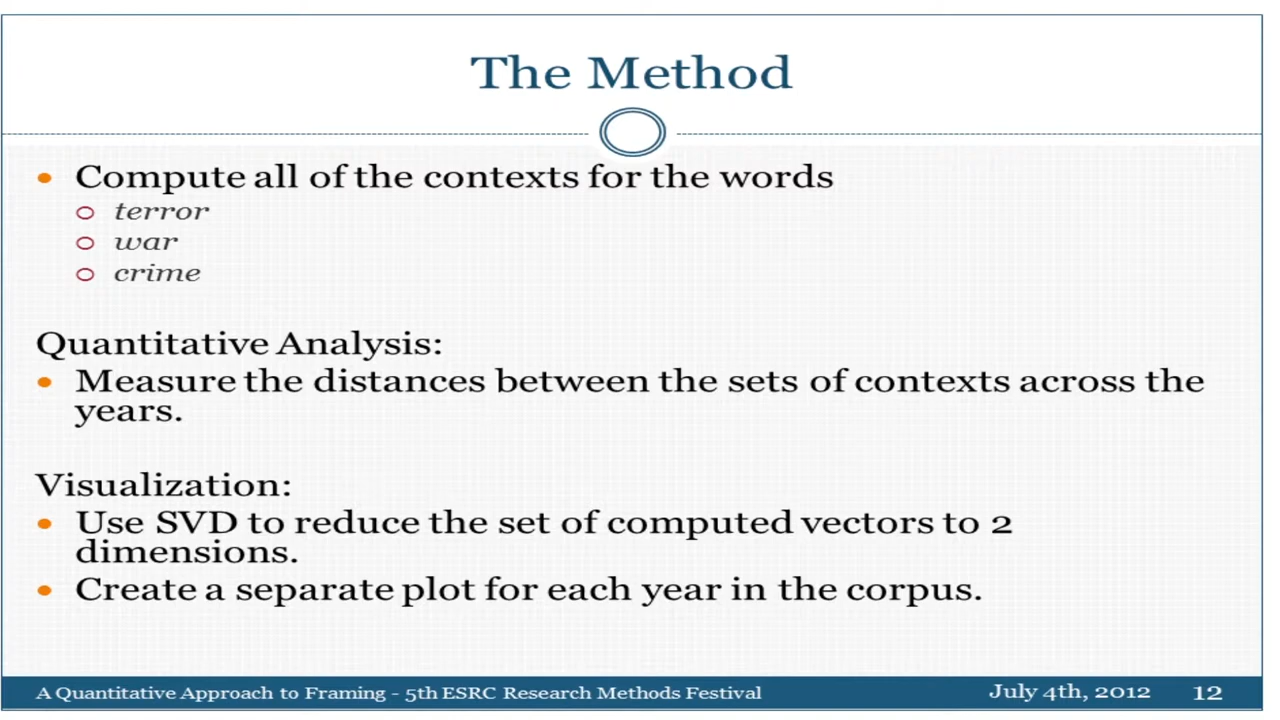 The Method
Compute all of the contexts for the words
terror
war
crime
Quantitative Analysis:
Measure the distances between the sets of contexts across the
years.
Visualization:
Use SVD to reduce the set of computed vectors to 2
dimensions.
Create a separate plot for each year in the corpus.
A Quantitative Approach to Framing - 5th ESRC Research Methods Festival July 4th, 2012 12